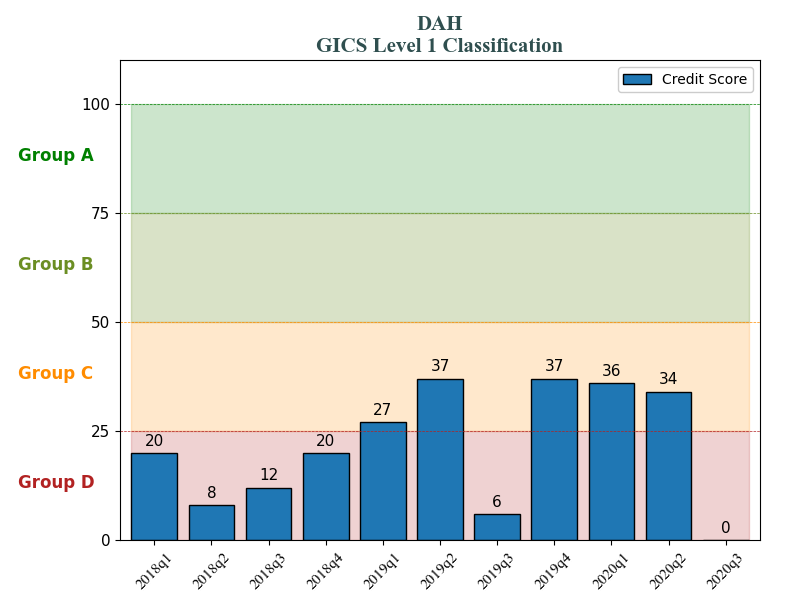 DAH
GICS Level 1 Classification
Credit Score
100
Group A
75
Group B
50
Group C
37
37
36
34
27
25
20
20
12
8
6
0
Group D
0
2018q1
2018q2
2018q3
2018q4
2019q1
2019q2
2019q3
2019q4
2020q1
2020q2
2020q3